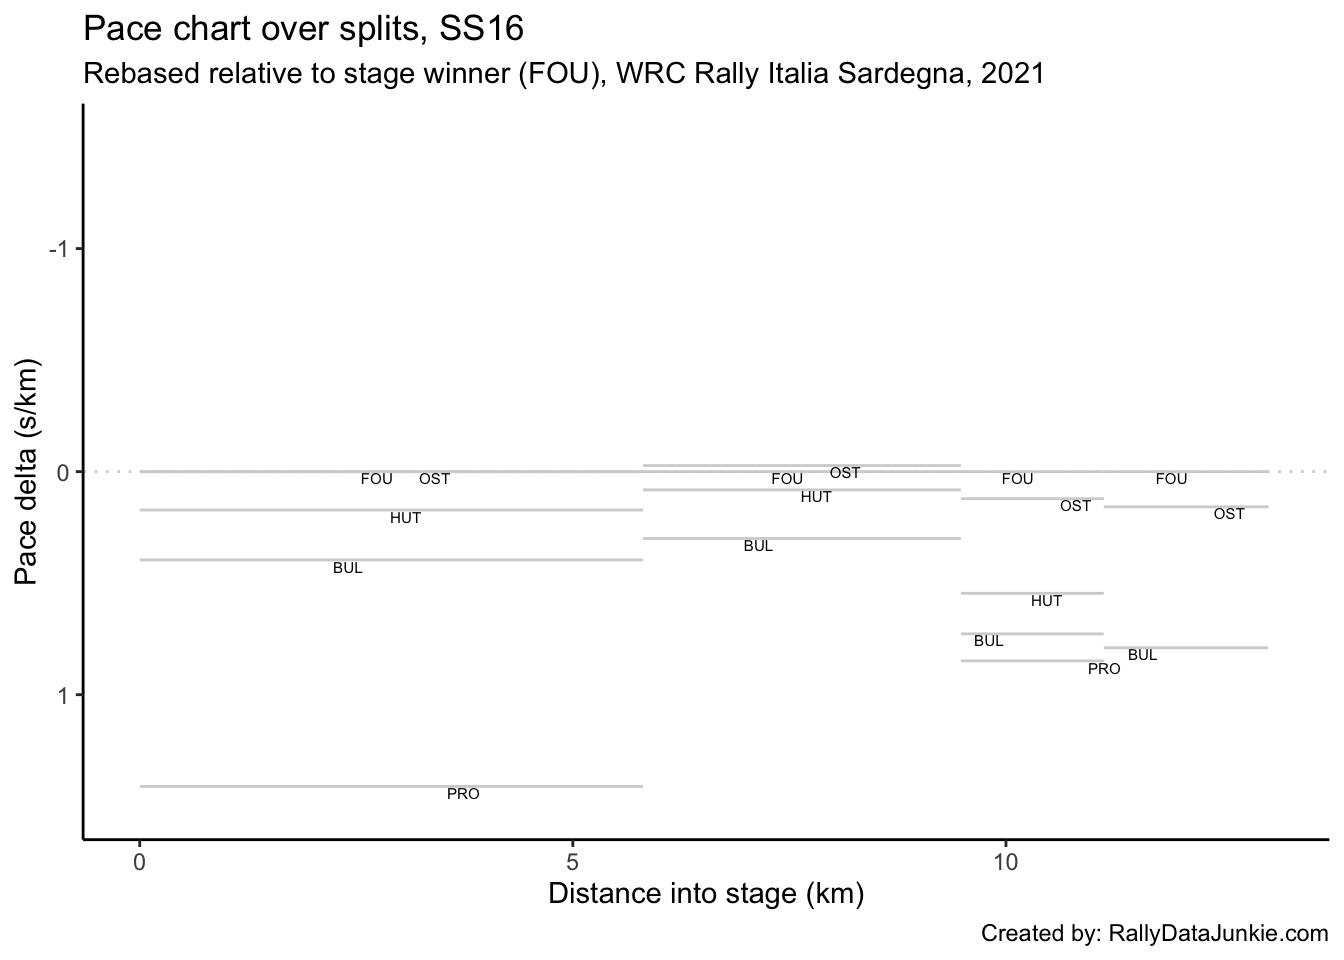 Pace chart over splits, SS16
Rebased relative to stage winner (FOU), WRC Rally Italia Sardegna, 2021
Pace delta (s/km)
-1
0
1
FOU OST FOU OST FOU FOU
HUT HUT OST OST
BUL BUL
HUT
BUL BUL
PRO
PRO
0 5 10
Distance into stage (km)
Created by: RallyDataJunkie.com